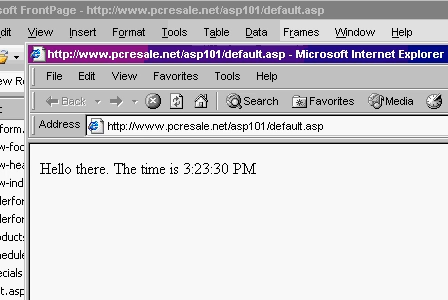 soft FrontPage - http://www.pcresale.net/asp101/default.asp
dit View Insert Format Tools Table Data Frames Window Help
http://www.pcresale.net/asp101/default.asp - Microsoft Internet Explorer
File Edit View Favorites Tools Help
Back Search Favorites Media
Address http://www.pcresale.net/asp101/default.asp
Hello there. The time is 3:23:30 PM